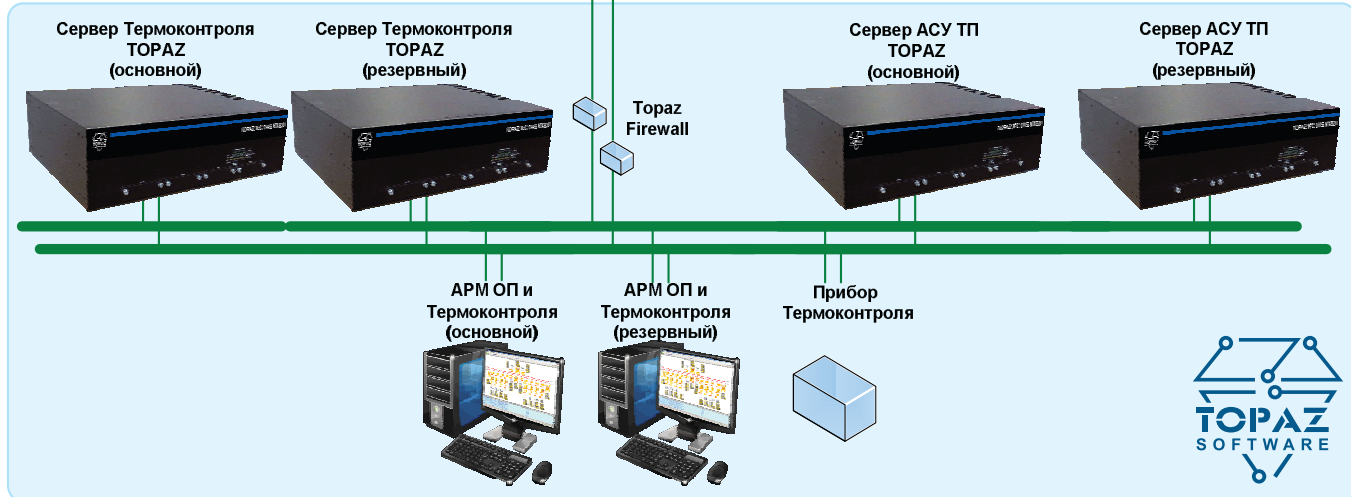 Сервер Термоконтроля
TOPAZ
(основной)
Сервер Термоконтроля
TOPAZ
(резервный)
Topaz
Firewall
Сервер АСУ ТП
TOPAZ
(основной)
Сервер АСУ ТП
TOPAZ
(резервный)
АРМ ОП и
Термоконтроля
(основной)
АРМ ОП и
Термоконтроля
(резервный)
Прибор
Термоконтроля
TOPAZ
SOFTWARE